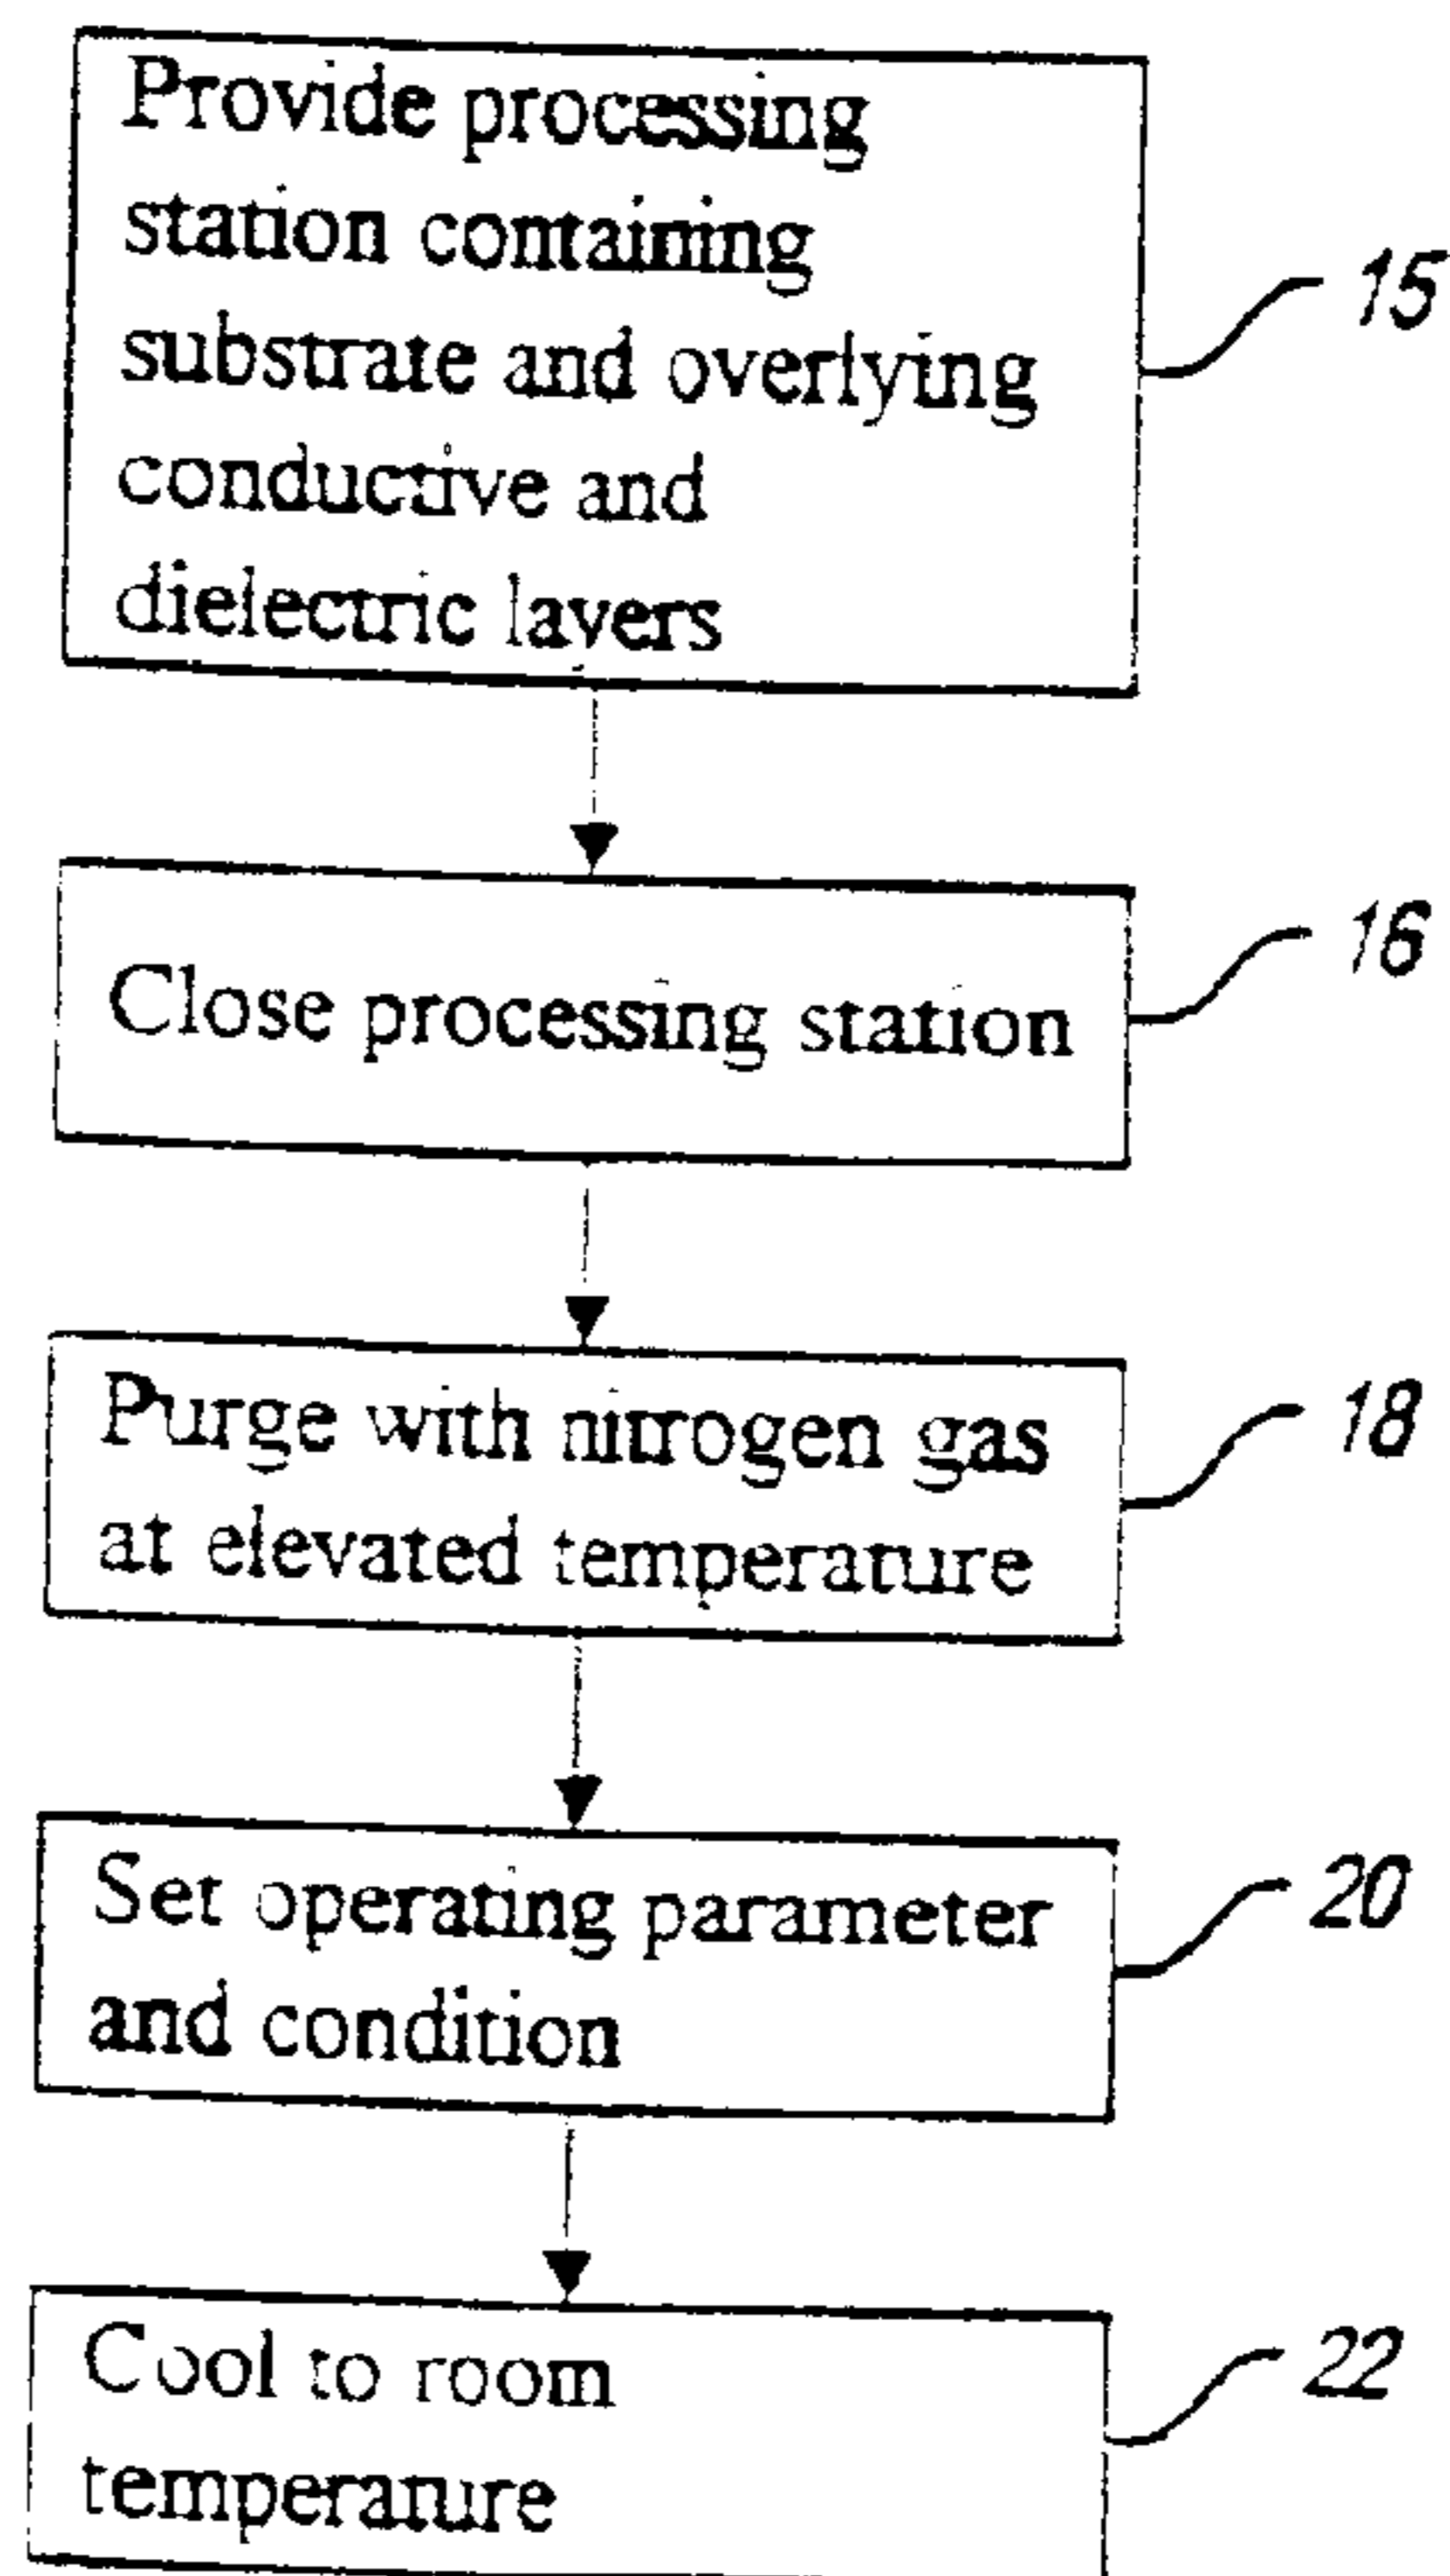 Provide processing
station containing
substrate and overlying
conductive and
dielectric layers
15
Close processing station
16
Purge with nitrogen gas
at elevated temperature
18
Set operating parameter
and condition
20
Cool to room
temperature
22